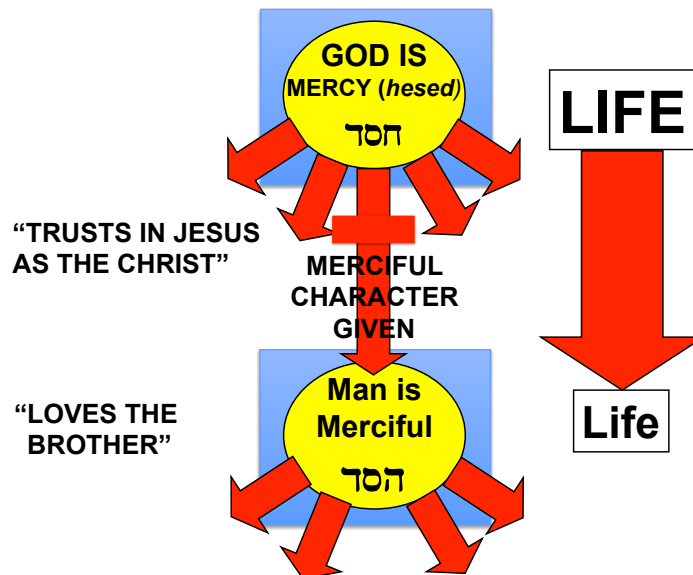 GOD IS
MERCY (hesed)
חסד
LIFE
“TRUSTS IN JESUS
AS THE CHRIST”
MERCIFUL
CHARACTER
GIVEN
Man is
Merciful
הסד
“LOVES THE
BROTHER”
Life